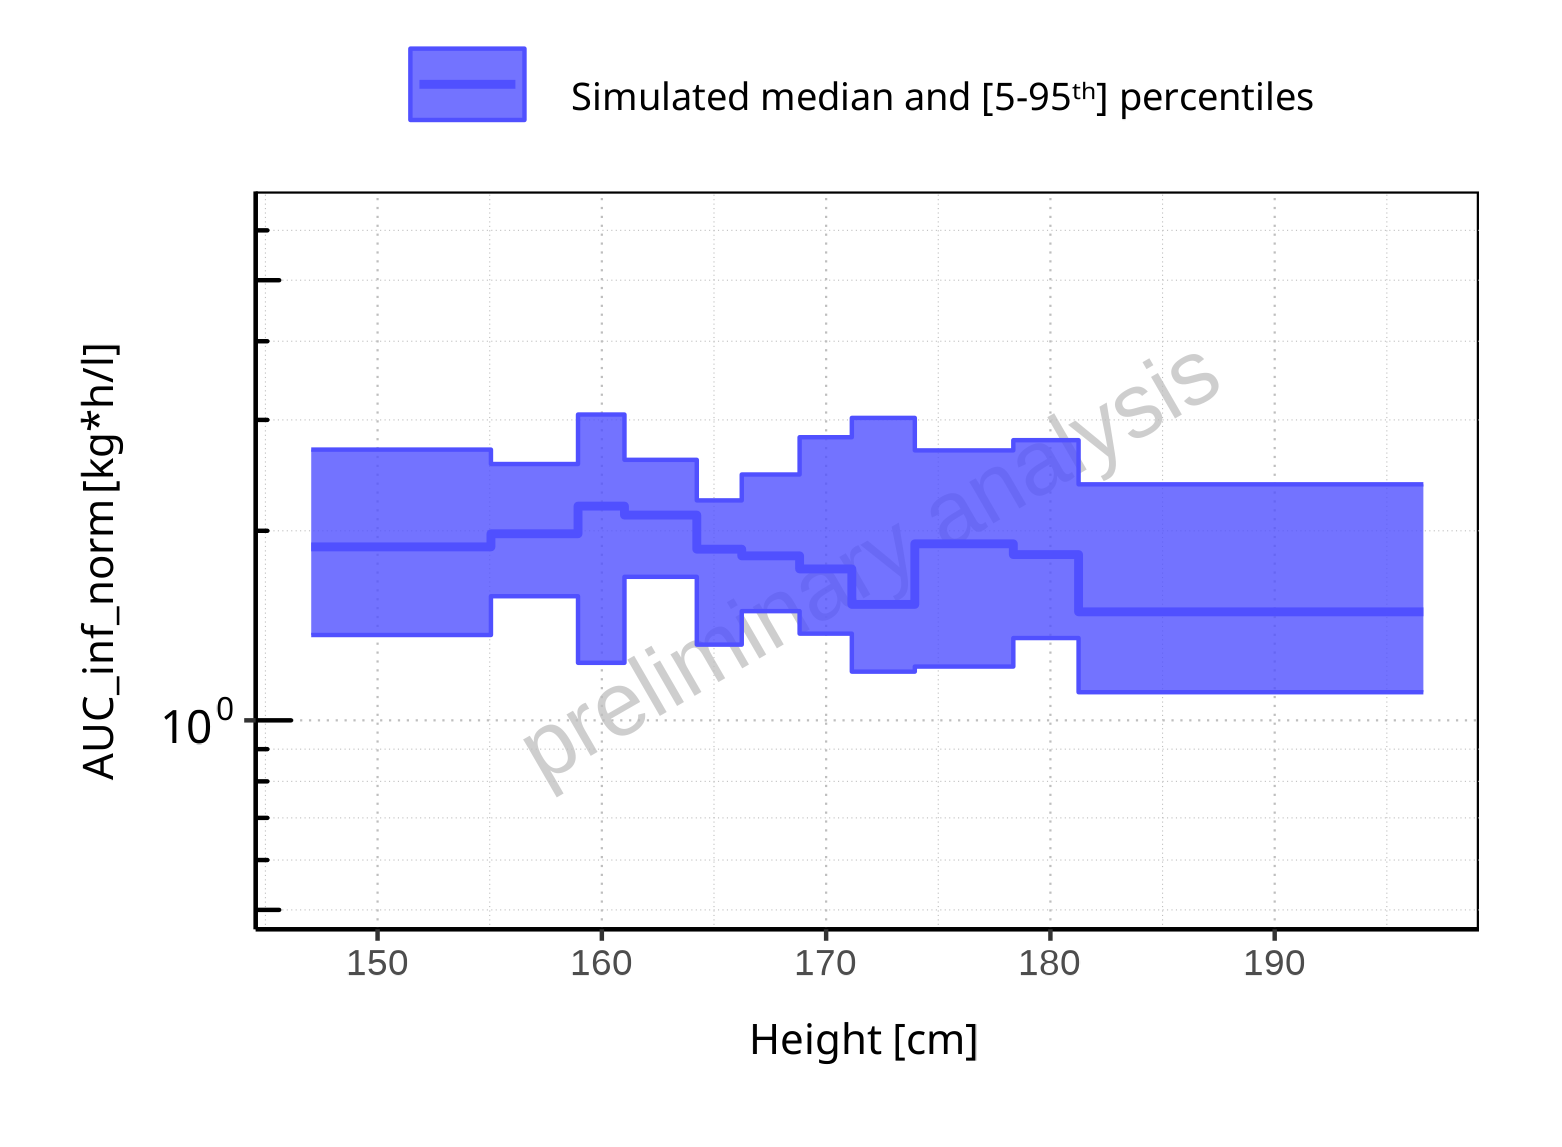 Simulated median and [5-95ᵗʰ] percentiles
AUC_inf_norm [kg*h/l]
10⁰
preliminary analysis
150 160 170 180 190
Height [cm]